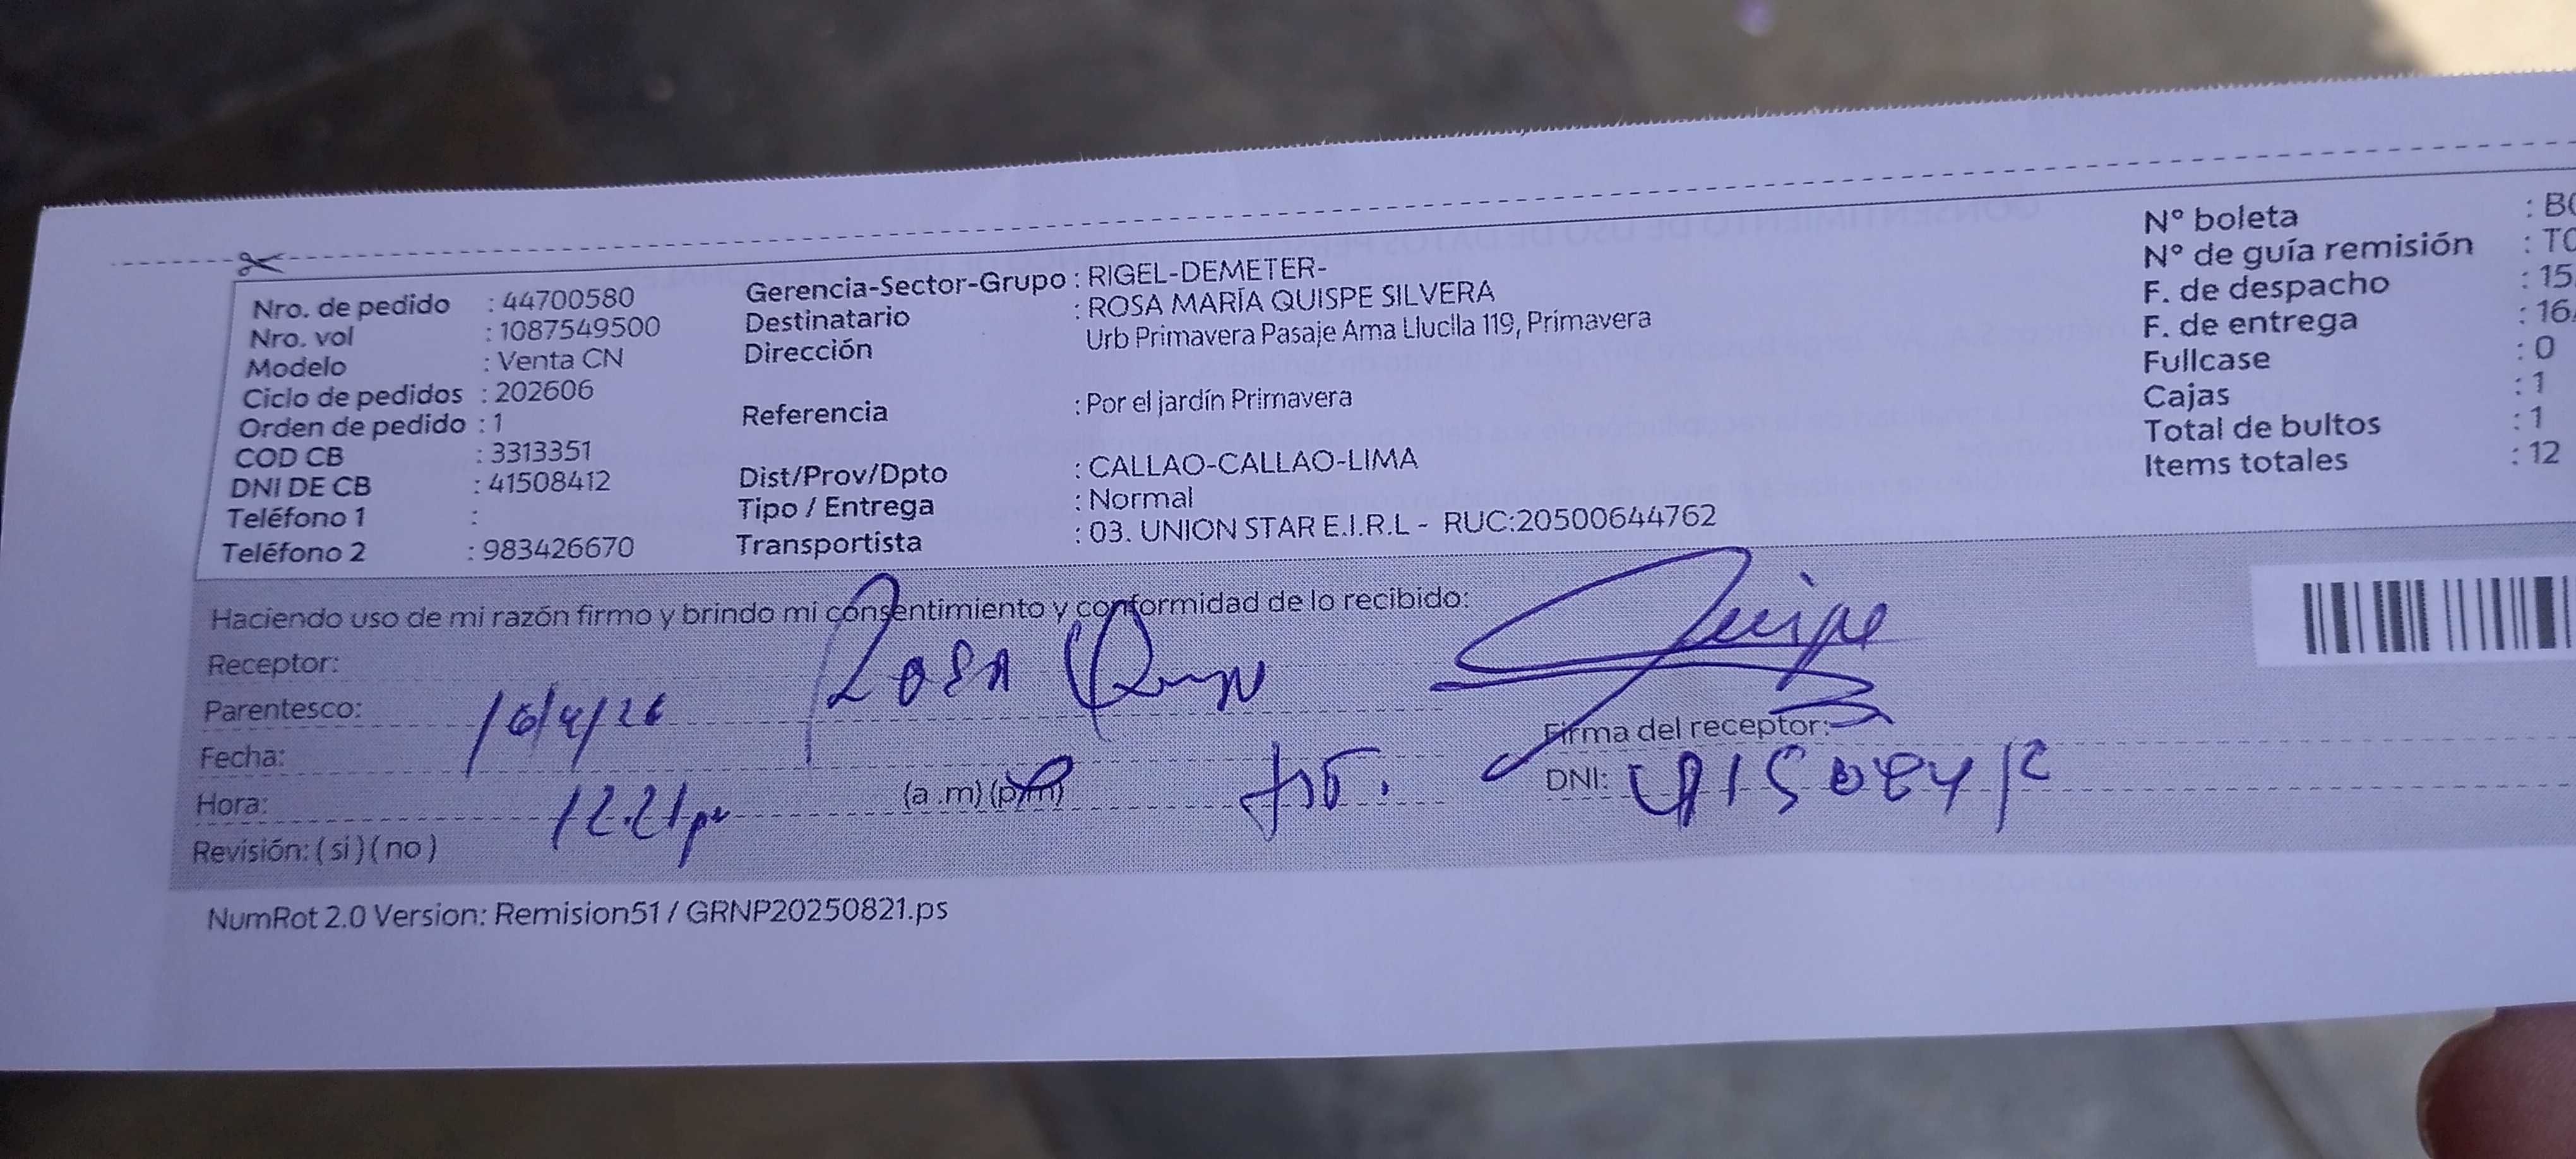 Nro. de pedido : 44700580
Nro. vol : 1087549500
Modelo : Venta CN
Ciclo de pedidos : 202606
Orden de pedido : 1
COD CB : 3313351
DNI DE CB : 41508412
Teléfono 1 :
Teléfono 2 : 983426670
Gerencia-Sector-Grupo : RIGEL-DEMETER-
Destinatario : ROSA MARÍA QUISPE SILVERA
Dirección Urb Primavera Pasaje Ama Lluclla 119, Primavera
Referencia : Por el jardín Primavera
Dist/Prov/Dpto : CALLAO-CALLAO-LIMA
Tipo / Entrega : Normal
Transportista : 03. UNION STAR E.I.R.L - RUC:20500644762
N° boleta : B
N° de guía remisión : T
F. de despacho : 15
F. de entrega : 16
Fullcase : 0
Cajas : 1
Total de bultos : 1
Items totales : 12
Haciendo uso de mi razón firmo y brindo mi consentimiento y conformidad de lo recibido:
Receptor: Rosa Quispe
Parentesco:
Fecha: 16/4/26
Hora: 12.21pm (a.m) (p.m)
Revisión: ( si ) ( no )
Quispe
Firma del receptor:
DNI: 41508412
NumRot 2.0 Version: Remision51 / GRNP20250821.ps